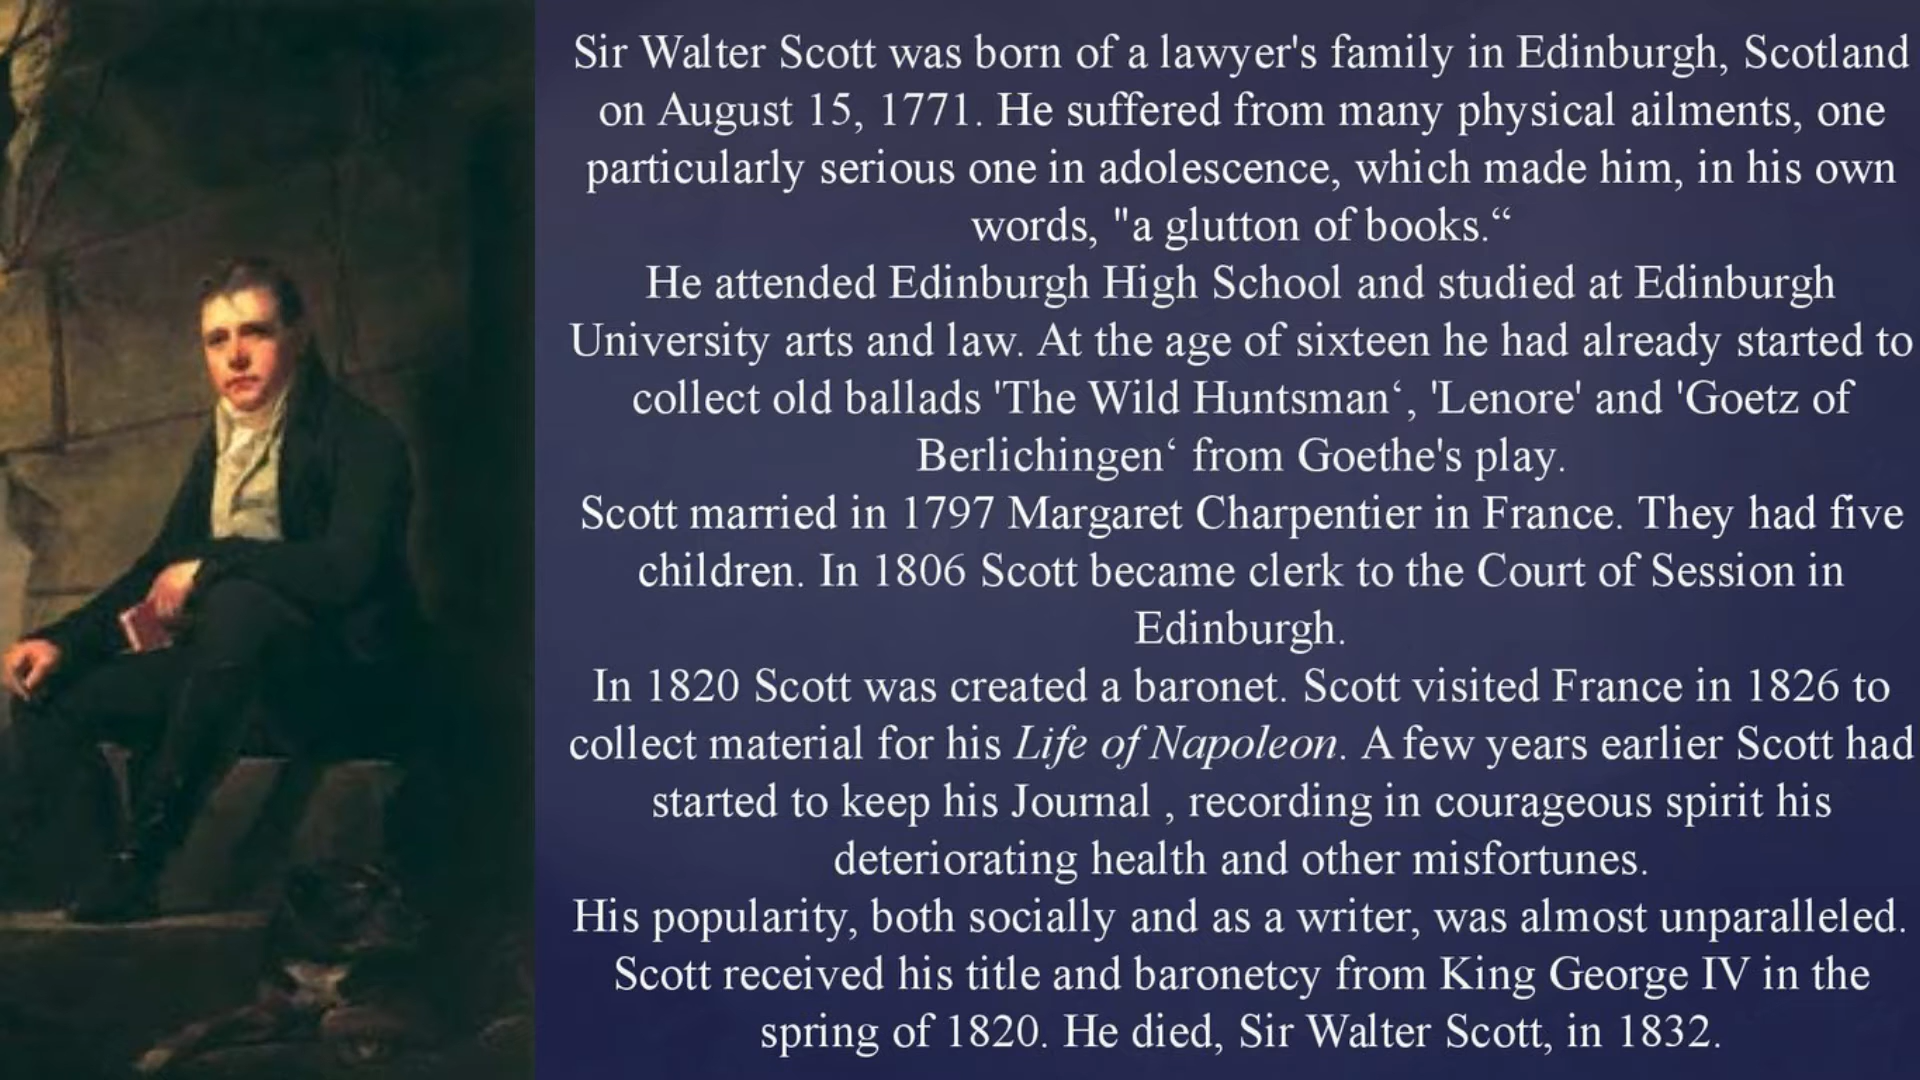 Sir Walter Scott was born of a lawyer's family in Edinburgh, Scotland
on August 15, 1771. He suffered from many physical ailments, one
particularly serious one in adolescence, which made him, in his own
words, "a glutton of books.“
He attended Edinburgh High School and studied at Edinburgh
University arts and law. At the age of sixteen he had already started to
collect old ballads 'The Wild Huntsman‘, 'Lenore' and 'Goetz of
Berlichingen‘ from Goethe's play.
Scott married in 1797 Margaret Charpentier in France. They had five
children. In 1806 Scott became clerk to the Court of Session in
Edinburgh.
In 1820 Scott was created a baronet. Scott visited France in 1826 to
collect material for his Life of Napoleon. A few years earlier Scott had
started to keep his Journal , recording in courageous spirit his
deteriorating health and other misfortunes.
His popularity, both socially and as a writer, was almost unparalleled.
Scott received his title and baronetcy from King George IV in the
spring of 1820. He died, Sir Walter Scott, in 1832.